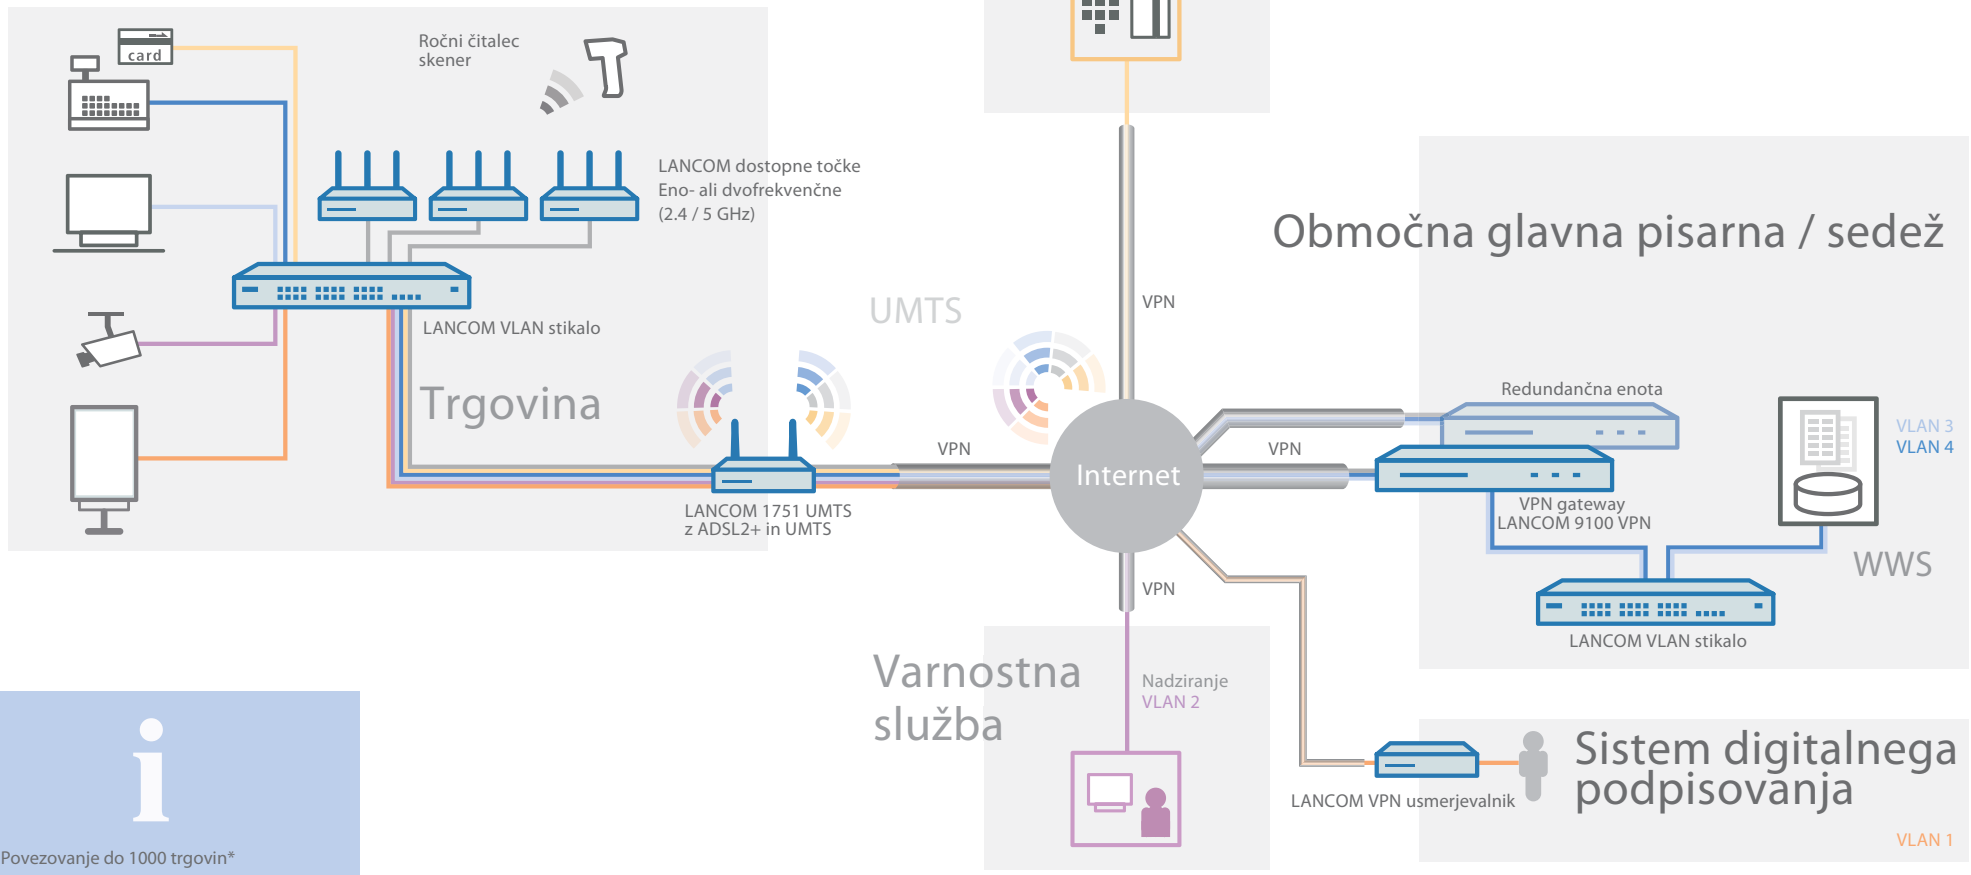 card
Ročni čitalec
skener
LANCOM dostopne točke
Eno- ali dvofrekvenčne
(2.4 / 5 GHz)
LANCOM VLAN stikalo
Trgovina
UMTS
VPN
Območna glavna pisarna / sedež
Redundančna enota
VLAN 3
VLAN 4
VPN
Internet
VPN
LANCOM 1751 UMTS
z ADSL2+ in UMTS
VPN gateway
LANCOM 9100 VPN
WWS
VPN
LANCOM VLAN stikalo
Varnostna
služba
Nadziranje
VLAN 2
Sistem digitalnega
podpisovanja
LANCOM VPN usmerjevalnik
VLAN 1
i
Povezovanje do 1000 trgovin*